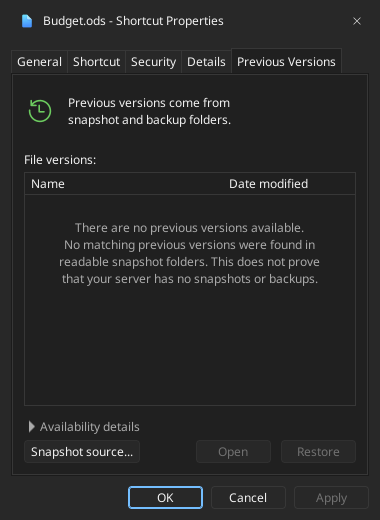 Budget.ods - Shortcut Properties
General Shortcut Security Details Previous Versions
Previous versions come from
snapshot and backup folders.
File versions:
Name Date modified
There are no previous versions available.
No matching previous versions were found in
readable snapshot folders. This does not prove
that your server has no snapshots or backups.
Availability details
Snapshot source... Open Restore
OK Cancel Apply